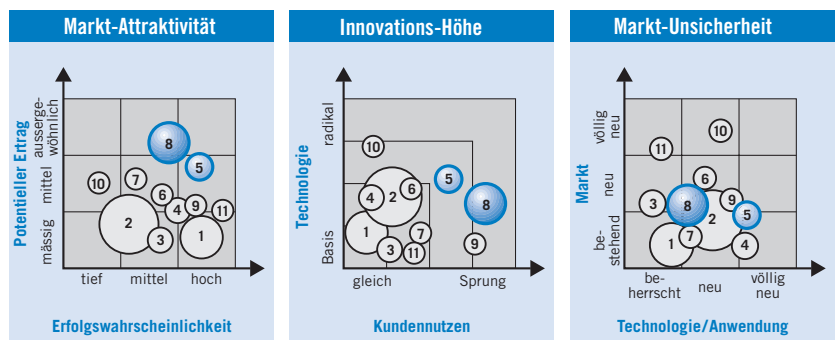 Markt-Attraktivität
Potentieller Ertrag
ausserge-
wöhnlich
mittel
mässig
8
5
10
7
6
4
9
11
2
3
1
tief
mittel
hoch
Erfolgswahrscheinlichkeit
Innovations-Höhe
Technologie
radikal
Basis
10
5
6
4
2
8
1
7
3
11
9
gleich
Sprung
Kundennutzen
Markt-Unsicherheit
Markt
völlig
neu
neu
be-
stehend
10
11
6
3
8
9
2
5
7
1
4
be-
herrscht
neu
völlig
neu
Technologie/Anwendung